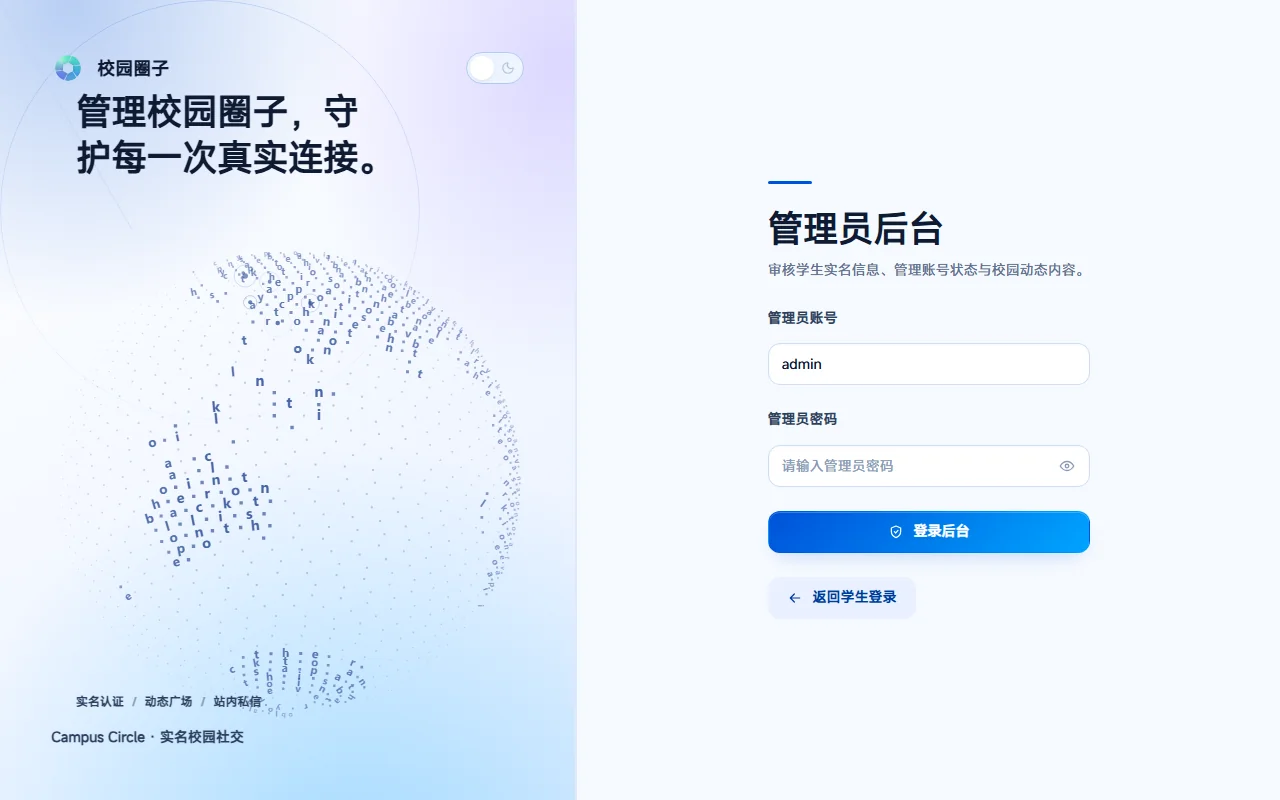 校园圈子
管理校园圈子，守
护每一次真实连接。
实名认证 / 动态广场 / 站内私信
Campus Circle · 实名校园社交
管理员后台
审核学生实名信息、管理账号状态与校园动态内容。
管理员账号
admin
管理员密码
请输入管理员密码
登录后台
返回学生登录